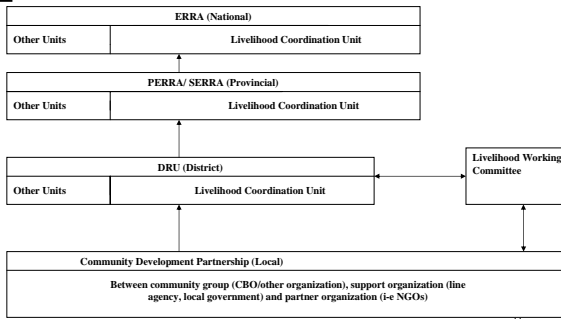 ERRA (National)
Other Units Livelihood Coordination Unit
PERRA/ SERRA (Provincial)
Other Units Livelihood Coordination Unit
DRU (District)
Other Units Livelihood Coordination Unit
Livelihood Working
Committee
Community Development Partnership (Local)
Between community group (CBO/other organization), support organization (line
agency, local government) and partner organization (i-e NGOs)